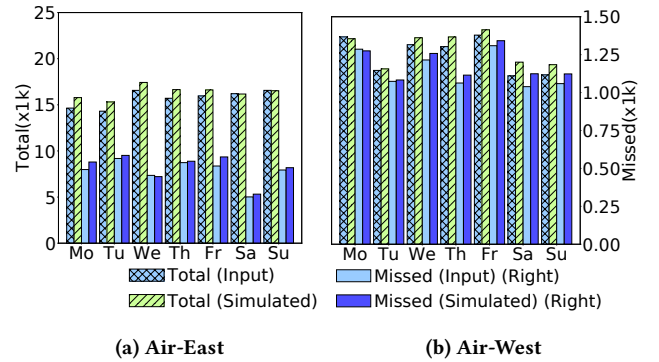 25
20
15
10
5
0
Total(x1k)
Mo Tu We Th Fr Sa Su
1.50
1.25
1.00
0.75
0.50
0.25
0.00
Missed(x1k)
Mo Tu We Th Fr Sa Su
Total (Input)
Total (Simulated)
Missed (Input) (Right)
Missed (Simulated) (Right)
(a) Air-East
(b) Air-West